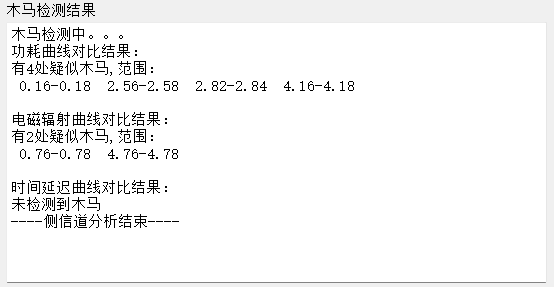 木马检测结果
木马检测中。。。
功耗曲线对比结果:
有4处疑似木马,范围:
0.16-0.18  2.56-2.58  2.82-2.84  4.16-4.18
电磁辐射曲线对比结果:
有2处疑似木马,范围:
0.76-0.78  4.76-4.78
时间延迟曲线对比结果:
未检测到木马
----侧信道分析结束----